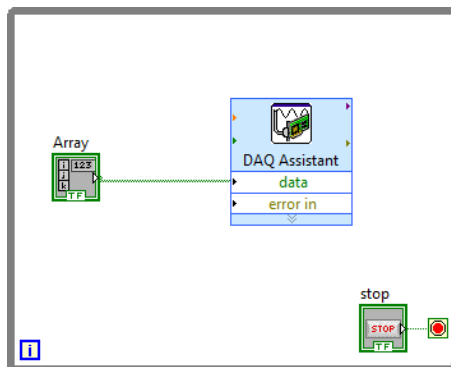 Array
i 123
j
k
TF
DAQ Assistant
data
error in
stop
STOP
TF
i